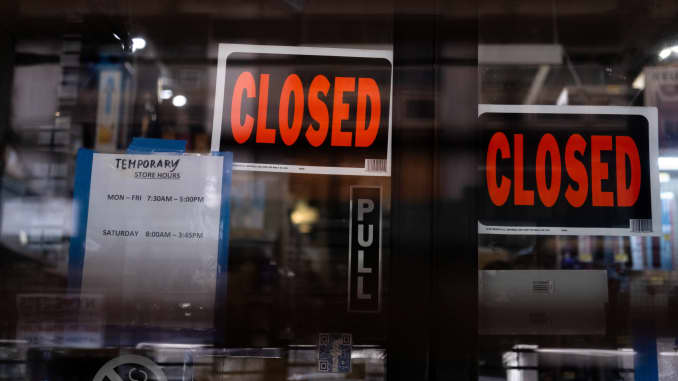 CLOSED
CLOSED
TEMPORARY
STORE HOURS
MON – FRI 7:30AM – 5:00PM
SATURDAY 8:00AM – 3:45PM
PULL